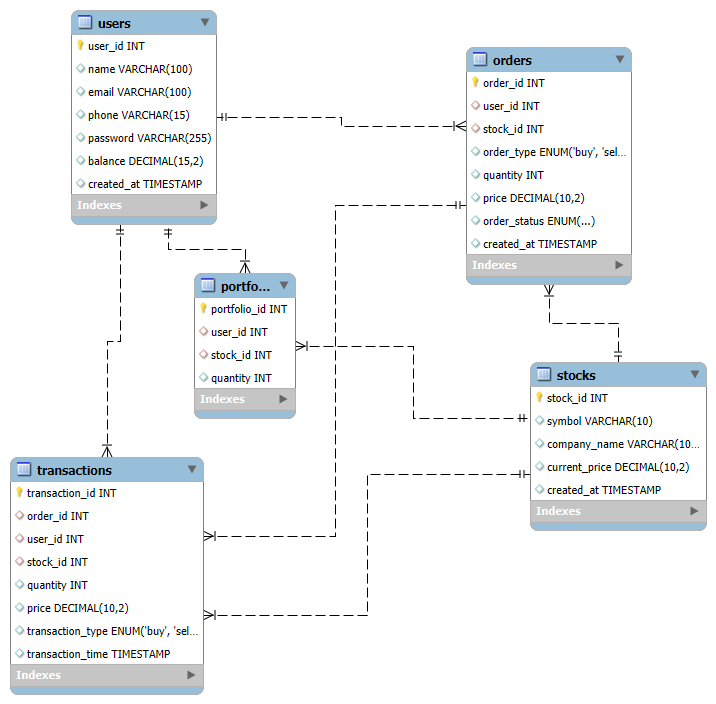 users
user_id INT
name VARCHAR(100)
email VARCHAR(100)
phone VARCHAR(15)
password VARCHAR(255)
balance DECIMAL(15,2)
created_at TIMESTAMP
Indexes
orders
order_id INT
user_id INT
stock_id INT
order_type ENUM('buy', 'sel...
quantity INT
price DECIMAL(10,2)
order_status ENUM(...)
created_at TIMESTAMP
Indexes
portfo...
portfolio_id INT
user_id INT
stock_id INT
quantity INT
Indexes
stocks
stock_id INT
symbol VARCHAR(10)
company_name VARCHAR(10...
current_price DECIMAL(10,2)
created_at TIMESTAMP
Indexes
transactions
transaction_id INT
order_id INT
user_id INT
stock_id INT
quantity INT
price DECIMAL(10,2)
transaction_type ENUM('buy', 'sel...
transaction_time TIMESTAMP
Indexes